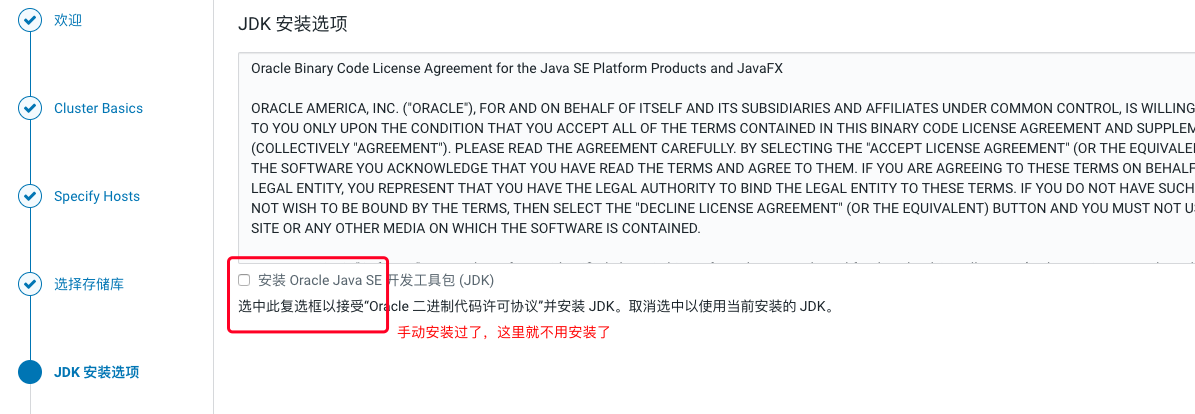 欢迎
Cluster Basics
Specify Hosts
选择存储库
JDK 安装选项
JDK 安装选项
Oracle Binary Code License Agreement for the Java SE Platform Products and JavaFX
ORACLE AMERICA, INC. ("ORACLE"), FOR AND ON BEHALF OF ITSELF AND ITS SUBSIDIARIES AND AFFILIATES UNDER COMMON CONTROL, IS WILLING
TO YOU ONLY UPON THE CONDITION THAT YOU ACCEPT ALL OF THE TERMS CONTAINED IN THIS BINARY CODE LICENSE AGREEMENT AND SUPPLEM
(COLLECTIVELY "AGREEMENT"). PLEASE READ THE AGREEMENT CAREFULLY. BY SELECTING THE "ACCEPT LICENSE AGREEMENT" (OR THE EQUIVALE
THE SOFTWARE YOU ACKNOWLEDGE THAT YOU HAVE READ THE TERMS AND AGREE TO THEM. IF YOU ARE AGREEING TO THESE TERMS ON BEHALF
LEGAL ENTITY, YOU REPRESENT THAT YOU HAVE THE LEGAL AUTHORITY TO BIND THE LEGAL ENTITY TO THESE TERMS. IF YOU DO NOT HAVE SUCH
NOT WISH TO BE BOUND BY THE TERMS, THEN SELECT THE "DECLINE LICENSE AGREEMENT" (OR THE EQUIVALENT) BUTTON AND YOU MUST NOT U
SITE OR ANY OTHER MEDIA ON WHICH THE SOFTWARE IS CONTAINED.
安装 Oracle Java SE 开发工具包 (JDK)
选中此复选框以接受“Oracle 二进制代码许可协议”并安装 JDK。取消选中以使用当前安装的 JDK。
手动安装过了，这里就不用安装了